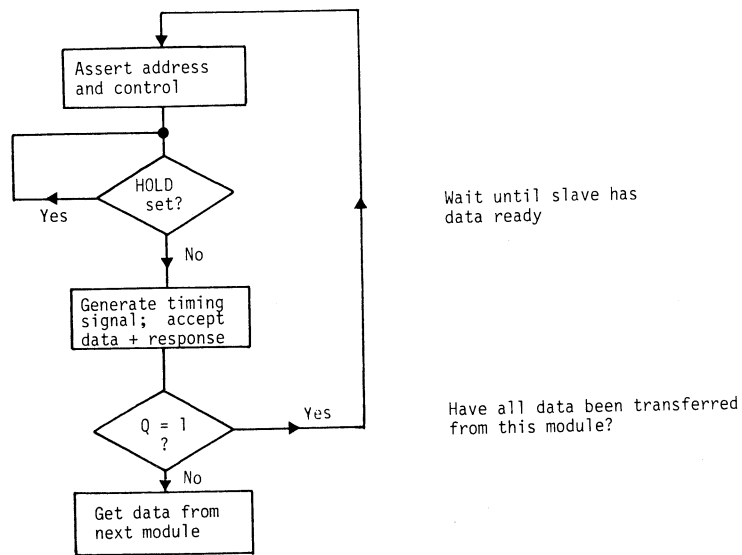 Assert address
and control
HOLD
set?
Yes
Wait until slave has
data ready
No
Generate timing
signal; accept
data + response
Yes
Q = 1
?
Have all data been transferred
from this module?
No
Get data from
next module